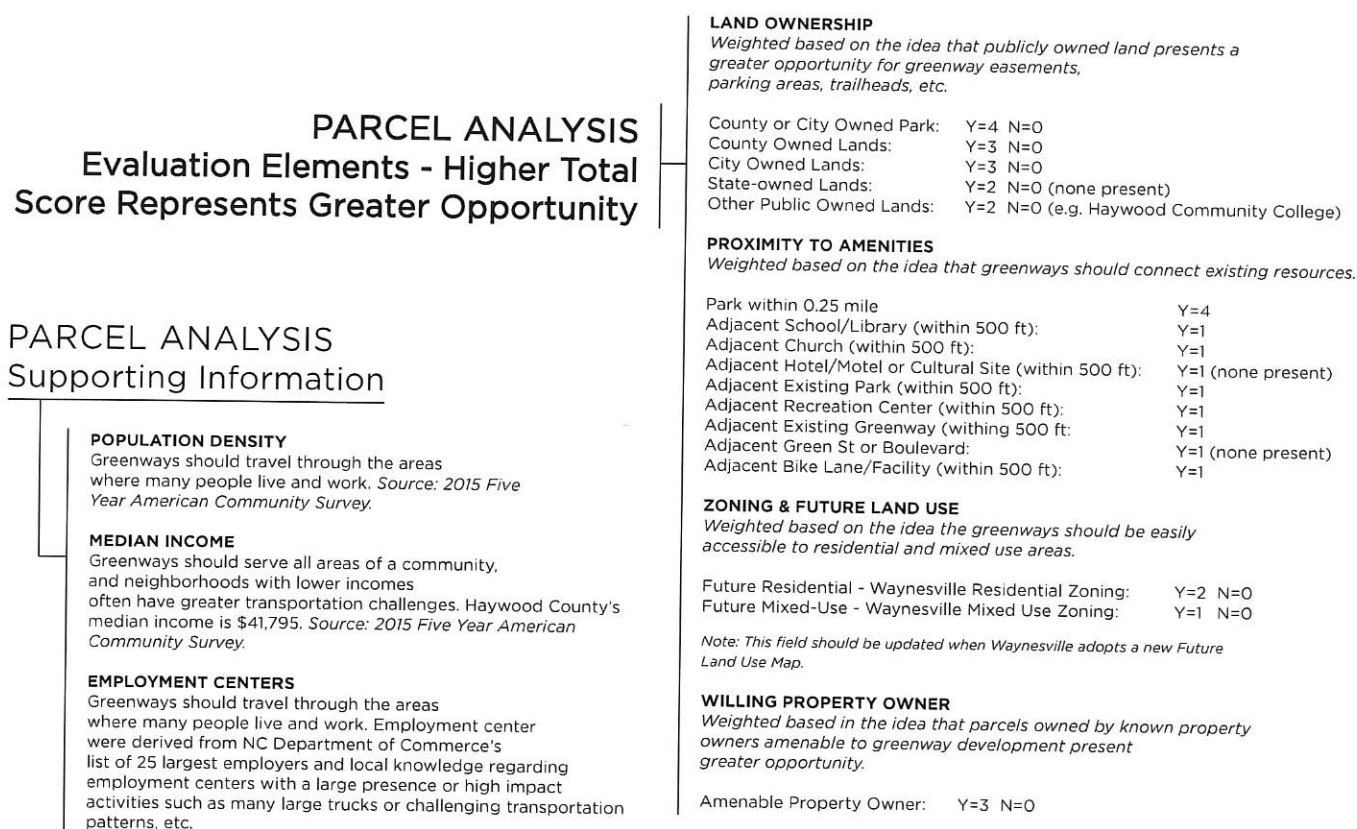 PARCEL ANALYSIS
Evaluation Elements - Higher Total
Score Represents Greater Opportunity
LAND OWNERSHIP
Weighted based on the idea that publicly owned land presents a
greater opportunity for greenway easements,
parking areas, trailheads, etc.
County or City Owned Park: Y=4 N=0
County Owned Lands: Y=3 N=0
City Owned Lands: Y=3 N=0
State-owned Lands: Y=2 N=0 (none present)
Other Public Owned Lands: Y=2 N=0 (e.g. Haywood Community College)
PROXIMITY TO AMENITIES
Weighted based on the idea that greenways should connect existing resources.
Park within 0.25 mile Y=4
Adjacent School/Library (within 500 ft): Y=1
Adjacent Church (within 500 ft): Y=1
Adjacent Hotel/Motel or Cultural Site (within 500 ft): Y=1 (none present)
Adjacent Existing Park (within 500 ft): Y=1
Adjacent Recreation Center (within 500 ft): Y=1
Adjacent Existing Greenway (withing 500 ft: Y=1
Adjacent Green St or Boulevard: Y=1 (none present)
Adjacent Bike Lane/Facility (within 500 ft): Y=1
ZONING & FUTURE LAND USE
Weighted based on the idea the greenways should be easily
accessible to residential and mixed use areas.
Future Residential - Waynesville Residential Zoning: Y=2 N=0
Future Mixed-Use - Waynesville Mixed Use Zoning: Y=1 N=0
Note: This field should be updated when Waynesville adopts a new Future
Land Use Map.
WILLING PROPERTY OWNER
Weighted based in the idea that parcels owned by known property
owners amenable to greenway development present
greater opportunity.
Amenable Property Owner: Y=3 N=0
PARCEL ANALYSIS
Supporting Information
POPULATION DENSITY
Greenways should travel through the areas
where many people live and work. Source: 2015 Five
Year American Community Survey.
MEDIAN INCOME
Greenways should serve all areas of a community,
and neighborhoods with lower incomes
often have greater transportation challenges. Haywood County's
median income is $41,795. Source: 2015 Five Year American
Community Survey.
EMPLOYMENT CENTERS
Greenways should travel through the areas
where many people live and work. Employment center
were derived from NC Department of Commerce's
list of 25 largest employers and local knowledge regarding
employment centers with a large presence or high impact
activities such as many large trucks or challenging transportation
patterns, etc.